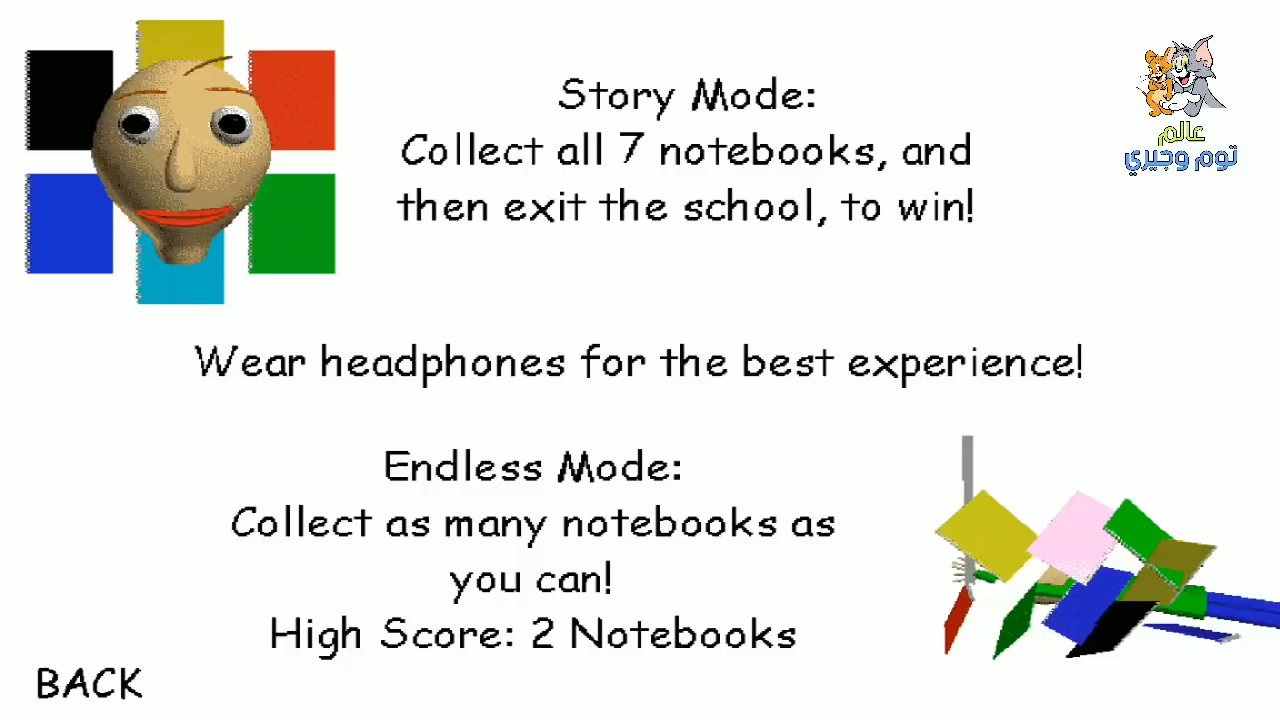 Story Mode:
Collect all 7 notebooks, and
then exit the school, to win!
عالم
توم وجيري
Wear headphones for the best experience!
Endless Mode:
Collect as many notebooks as
you can!
High Score: 2 Notebooks
BACK